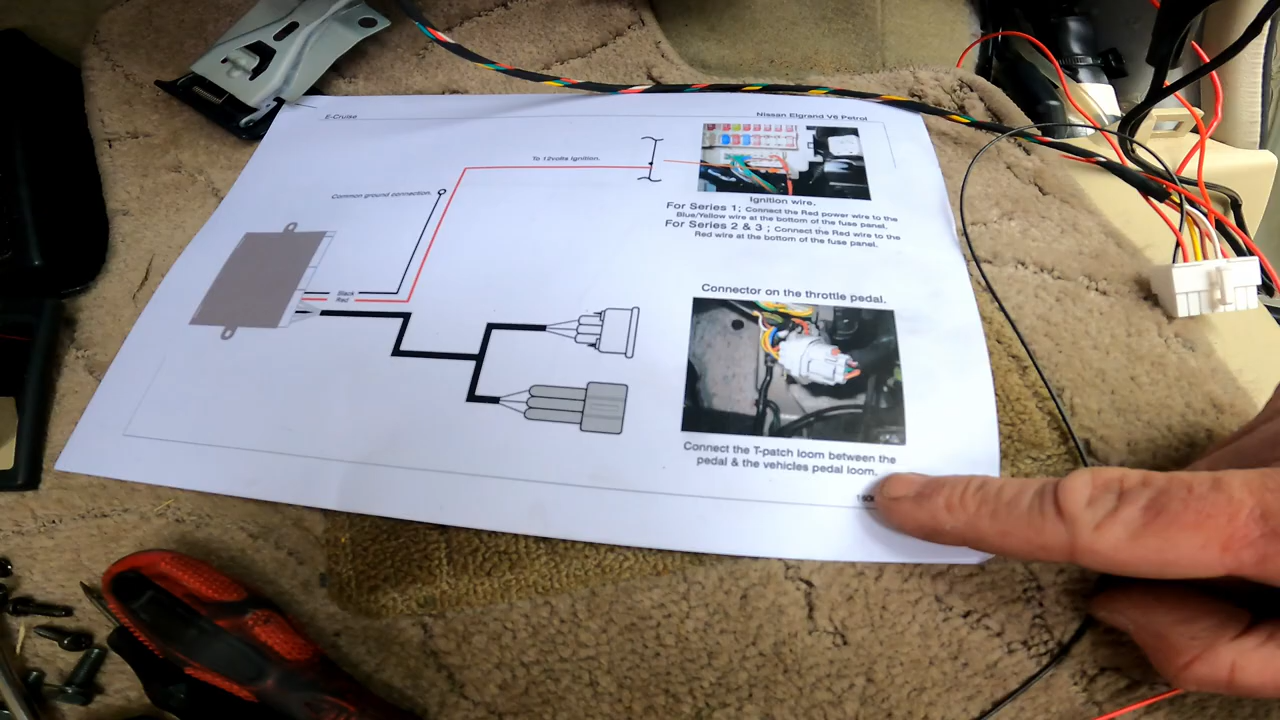 E-Cruise
Nissan Elgrand V6 Petrol
To 12volts Ignition.
Common ground connection.
Black
Red
Ignition wire.
For Series 1; Connect the Red power wire to the
Blue/Yellow wire at the bottom of the fuse panel.
For Series 2 & 3 ; Connect the Red wire to the
Red wire at the bottom of the fuse panel.
Connector on the throttle pedal.
Connect the T-patch loom between the
pedal & the vehicles pedal loom.